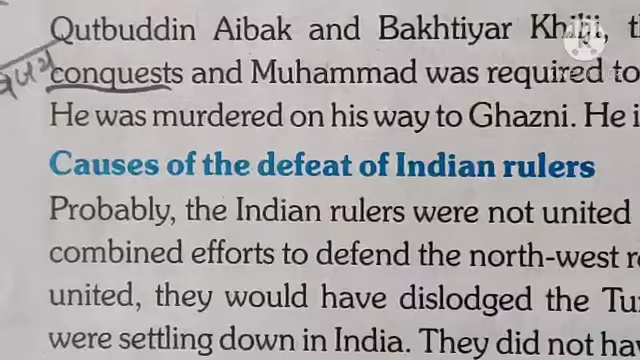 Qutbuddin Aibak and Bakhtiyar Khilji,
conquests and Muhammad was required to
विजय
He was murdered on his way to Ghazni. He
Causes of the defeat of Indian rulers
Probably, the Indian rulers were not united
combined efforts to defend the north-west
united, they would have dislodged the
were settling down in India. They did not